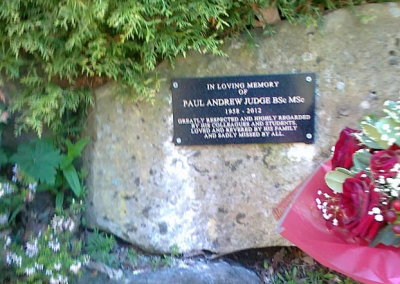 IN LOVING MEMORY
OF
PAUL ANDREW JUDGE BSc MSc
1958 - 2012
GREATLY RESPECTED AND HIGHLY REGARDED
BY HIS COLLEAGUES AND STUDENTS.
LOVED AND REVERED BY HIS FAMILY
AND SADLY MISSED BY ALL.